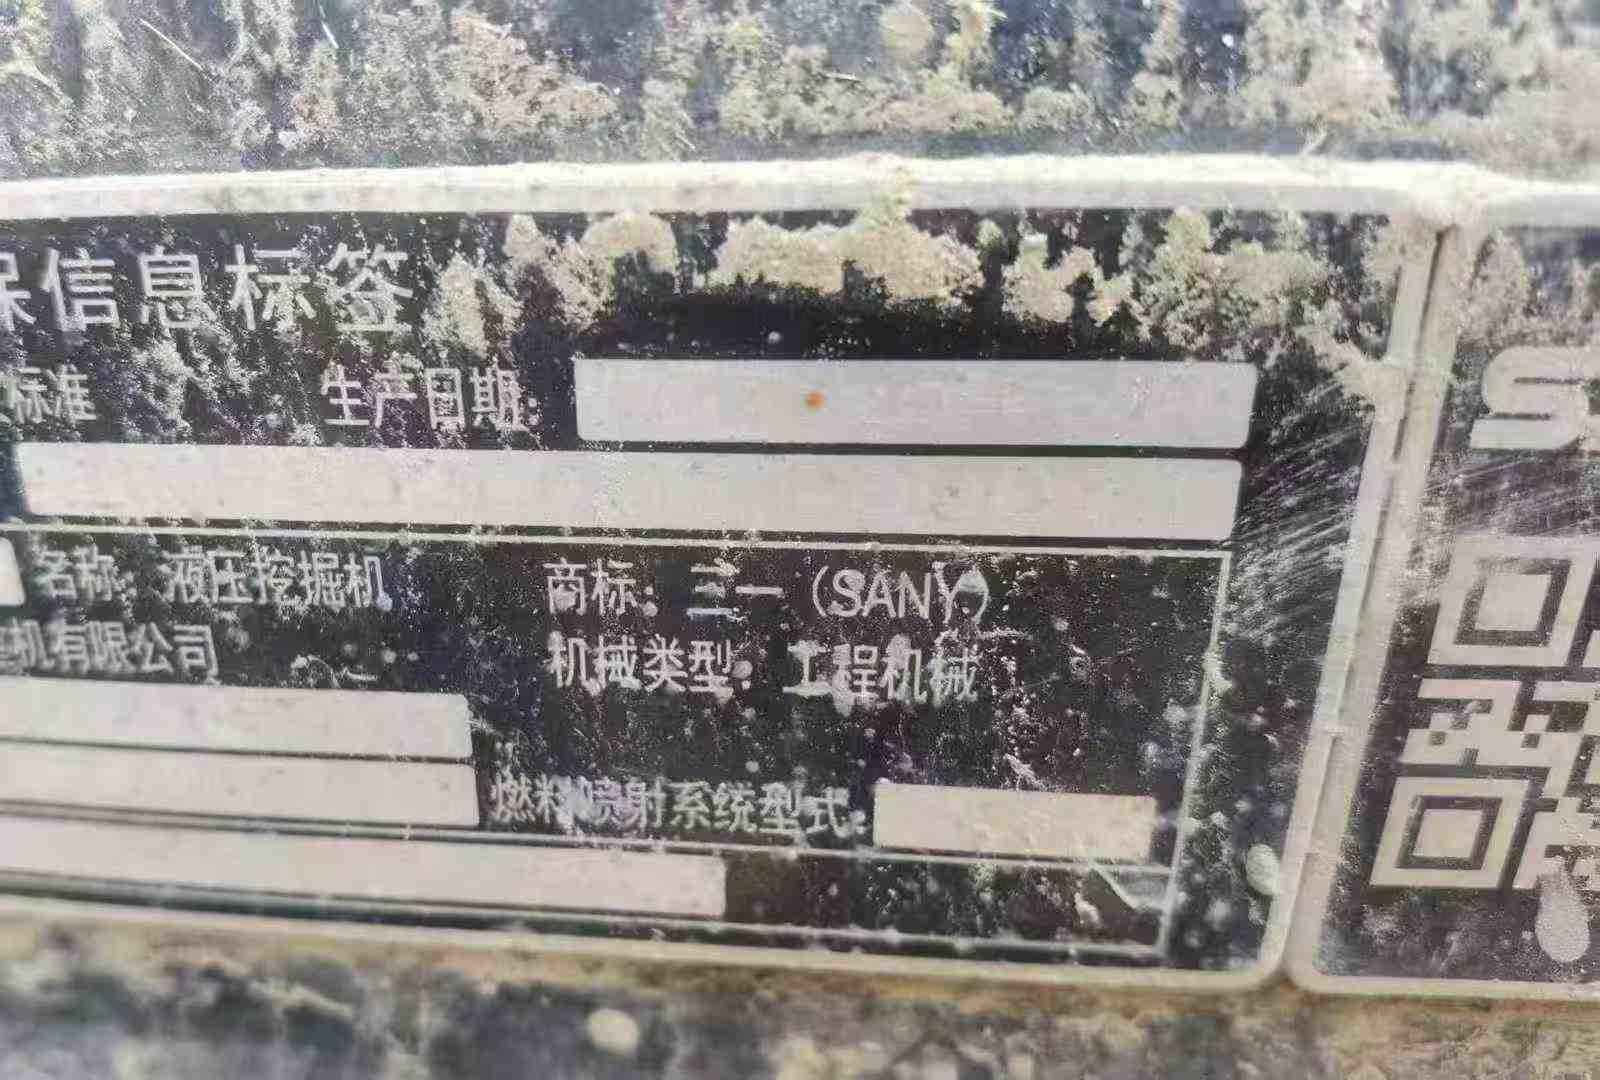 保信息标签
标准 生产日期:
名称: 液压挖掘机 商标: 三一 (SANY)
机有限公司 机械类型: 工程机械
燃料喷射系统型式:
S